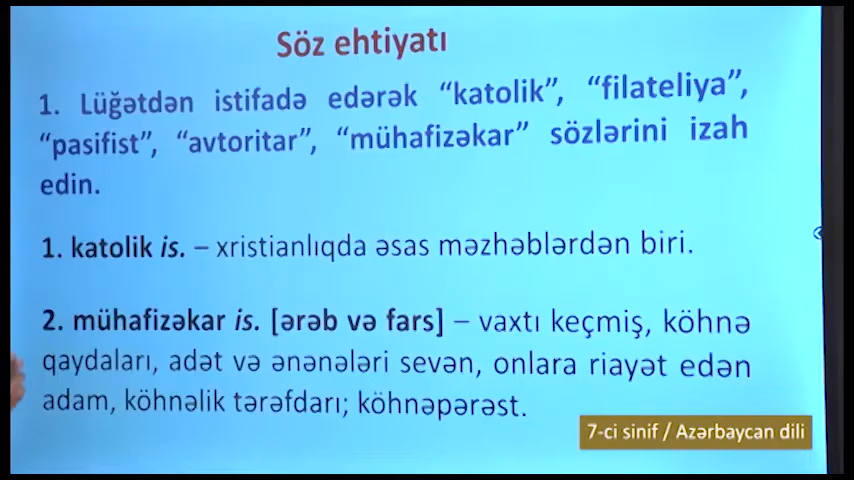 Söz ehtiyatı
1. Lüğətdən istifadə edərək “katolik”, “filateliya”,
“pasifist”, “avtoritar”, “mühafizəkar” sözlərini izah
edin.
1. katolik is. – xristianlıqda əsas məzhəblərdən biri.
2. mühafizəkar is. [ərəb və fars] – vaxtı keçmiş, köhnə
qaydaları, adət və ənənələri sevən, onlara riayət edən
adam, köhnəlik tərəfdarı; köhnəpərəst.
7-ci sinif / Azərbaycan dili